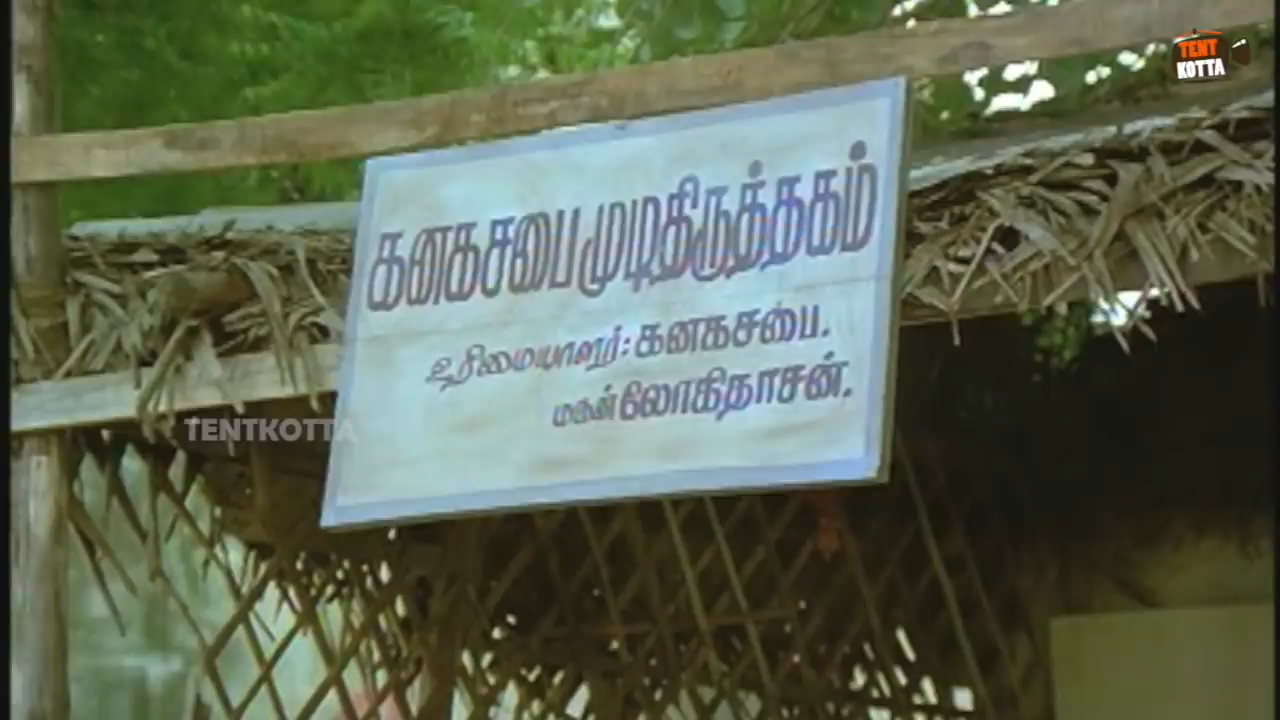 TENT
KOTTA
கனகசபை முடிதிருத்தகம்
உரிமையாளர்: கனகசபை.
மகன் லோகிதாசன்.
TENTKOTTA